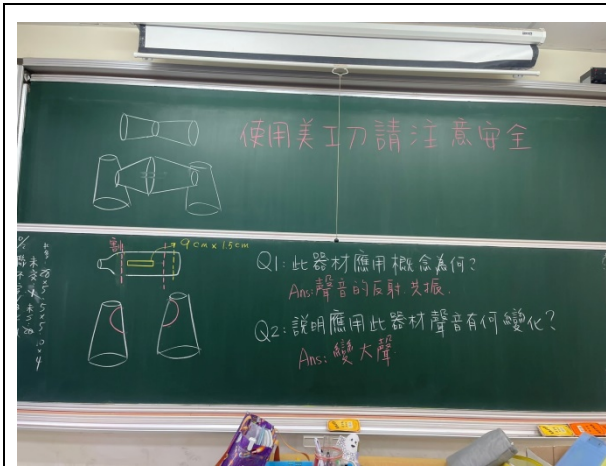 使用美工刀請注意安全
割
9cm×1.5cm
Q1:此器材應用概念為何?
Ans:聲音的反射.共振.
Q2:說明應用此器材聲音有何變化?
Ans:變大聲.